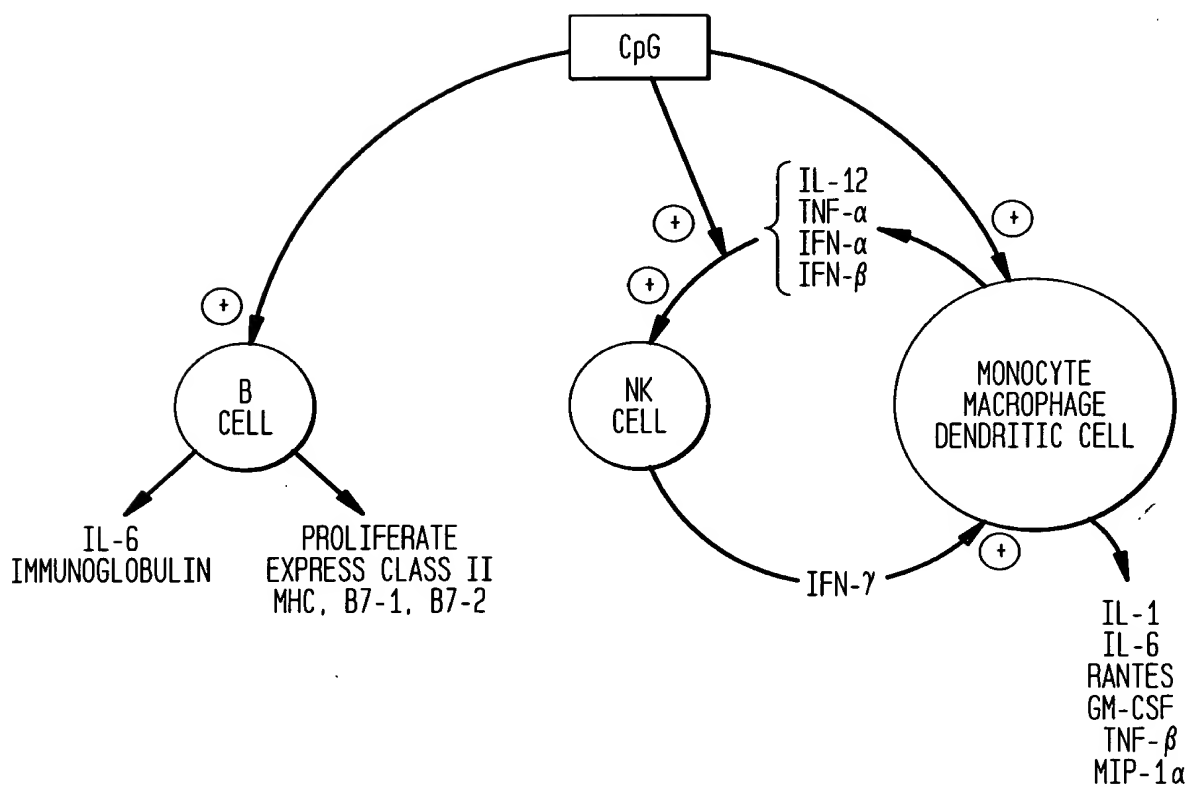 CpG
IL-12
TNF-α
IFN-α
IFN-β
+
+
+
+
B
CELL
NK
CELL
MONOCYTE
MACROPHAGE
DENDRITIC CELL
IL-6
IMMUNOGLOBULIN
PROLIFERATE
EXPRESS CLASS II
MHC, B7-1, B7-2
IFN-γ
+
IL-1
IL-6
RANTES
GM-CSF
TNF-β
MIP-1α